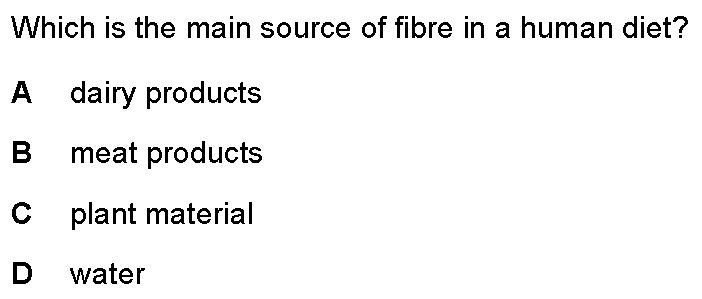 Which is the main source of fibre in a human diet?
A dairy products
B meat products
C plant material
D water